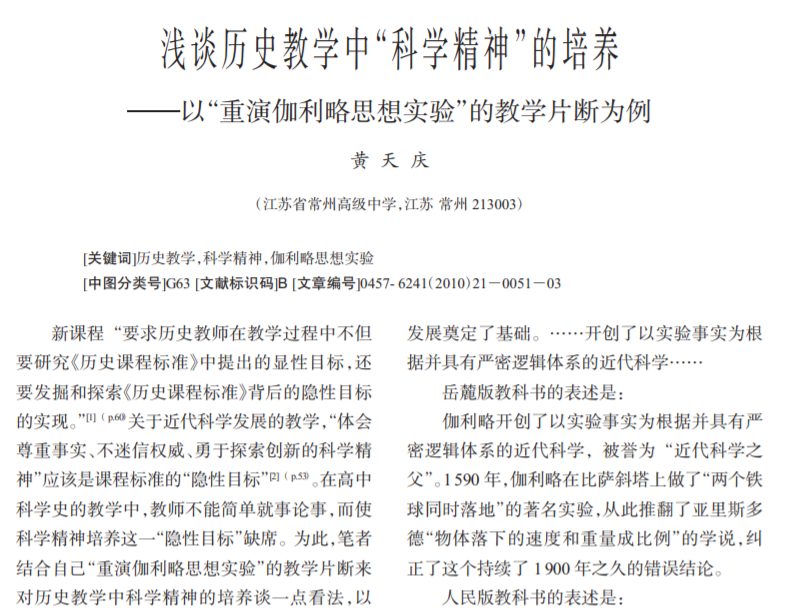 浅谈历史教学中“科学精神”的培养
——以“重演伽利略思想实验”的教学片断为例
黄 天 庆
（江苏省常州高级中学,江苏 常州 213003）
[关键词]历史教学,科学精神,伽利略思想实验
[中图分类号]G63 [文献标识码]B [文章编号]0457- 6241（2010）21－0051－03
新课程 “要求历史教师在教学过程中不但
要研究《历史课程标准》中提出的显性目标,还
要发掘和探索《历史课程标准》背后的隐性目标
的实现。”[1]（p.60）关于近代科学发展的教学,“体会
尊重事实、不迷信权威、勇于探索创新的科学精
神”应该是课程标准的“隐性目标”[2]（p.53）。在高中
科学史的教学中,教师不能简单就事论事,而使
科学精神培养这一“隐性目标”缺席。为此,笔者
结合自己“重演伽利略思想实验”的教学片断来
对历史教学中科学精神的培养谈一点看法,以
发展奠定了基础。……开创了以实验事实为根
据并具有严密逻辑体系的近代科学……
岳麓版教科书的表述是：
伽利略开创了以实验事实为根据并具有严
密逻辑体系的近代科学，被誉为 “近代科学之
父”。1590 年,伽利略在比萨斜塔上做了“两个铁
球同时落地”的著名实验,从此推翻了亚里斯多
德“物体落下的速度和重量成比例”的学说,纠
正了这个持续了 1900 年之久的错误结论。
人民版教科书的表述是：